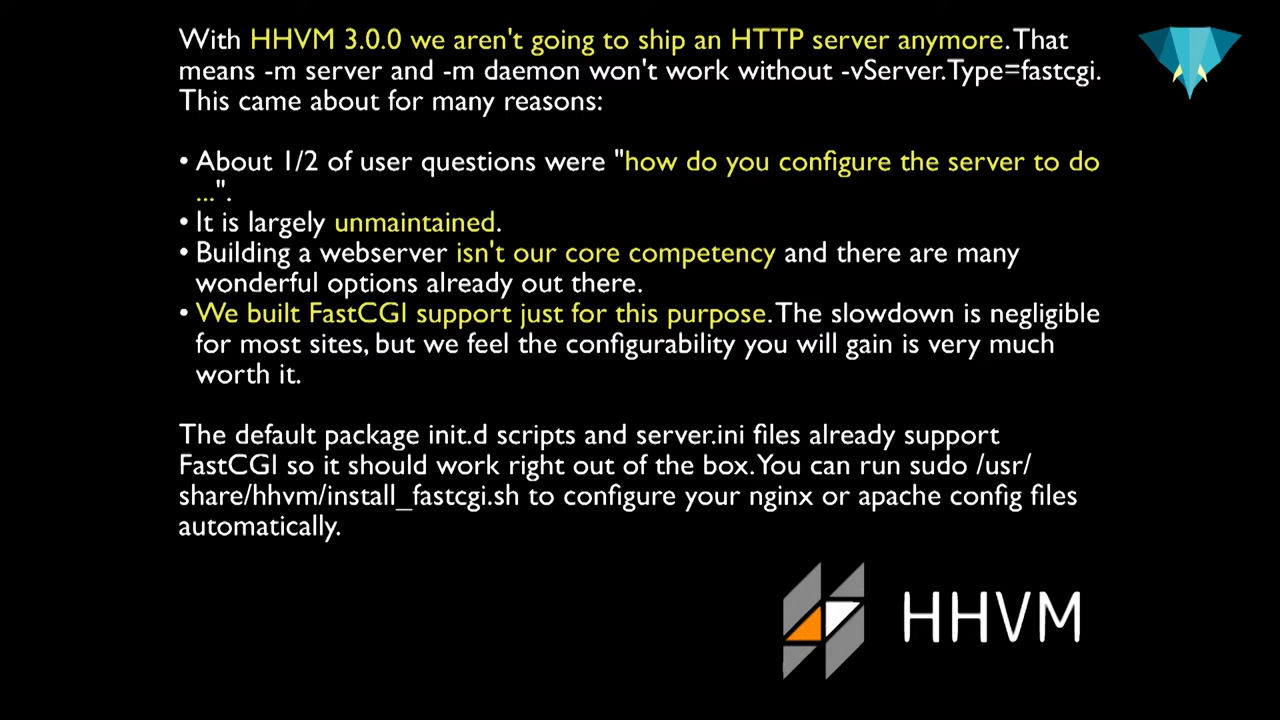 With HHVM 3.0.0 we aren't going to ship an HTTP server anymore. That
means -m server and -m daemon won't work without -vServer.Type=fastcgi.
This came about for many reasons:
• About 1/2 of user questions were "how do you configure the server to do
...".
• It is largely unmaintained.
• Building a webserver isn't our core competency and there are many
wonderful options already out there.
• We built FastCGI support just for this purpose. The slowdown is negligible
for most sites, but we feel the configurability you will gain is very much
worth it.
The default package init.d scripts and server.ini files already support
FastCGI so it should work right out of the box. You can run sudo /usr/
share/hhvm/install_fastcgi.sh to configure your nginx or apache config files
automatically.
HHVM